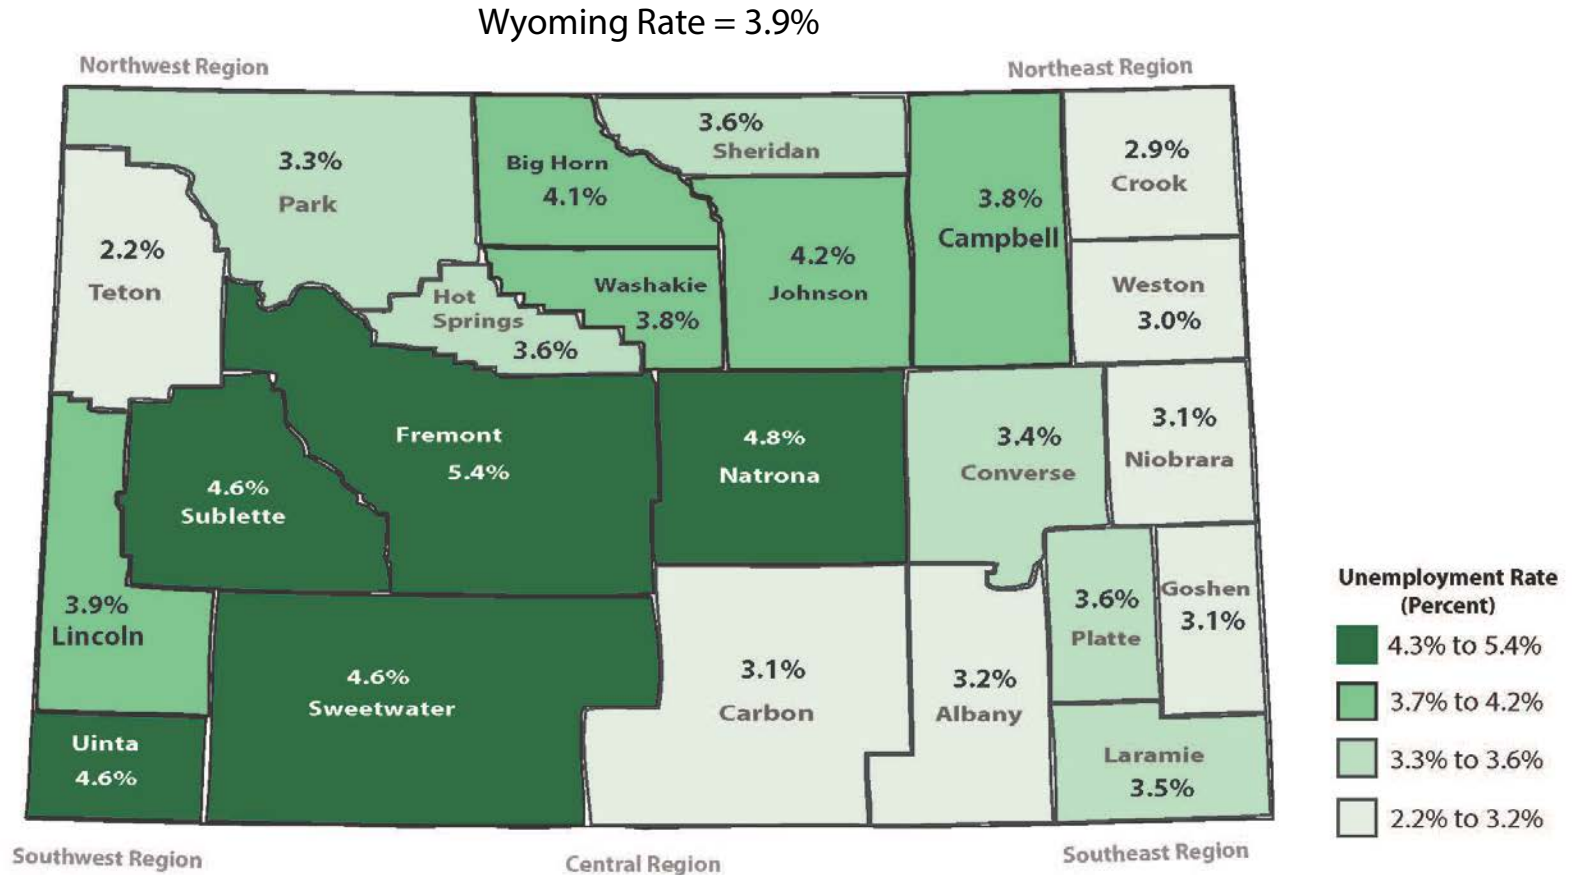 Wyoming Rate = 3.9%
Northwest Region
Northeast Region
3.3%
Park
Big Horn
4.1%
3.6%
Sheridan
3.8%
Campbell
2.9%
Crook
2.2%
Teton
Hot
Springs
3.6%
Washakie
3.8%
4.2%
Johnson
Weston
3.0%
Fremont
5.4%
4.8%
Natrona
3.4%
Converse
3.1%
Niobrara
4.6%
Sublette
3.9%
Lincoln
4.6%
Sweetwater
3.1%
Carbon
3.2%
Albany
3.6%
Platte
Goshen
3.1%
Uinta
4.6%
Laramie
3.5%
Unemployment Rate
(Percent)
4.3% to 5.4%
3.7% to 4.2%
3.3% to 3.6%
2.2% to 3.2%
Southwest Region
Central Region
Southeast Region